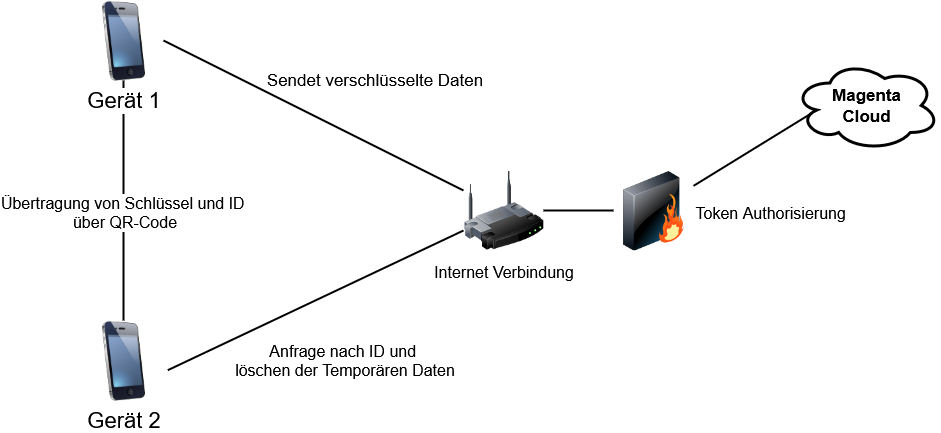 Gerät 1
Sendet verschlüsselte Daten
Magenta
Cloud
Übertragung von Schlüssel und ID
über QR-Code
Token Authorisierung
Internet Verbindung
Anfrage nach ID und
löschen der Temporären Daten
Gerät 2